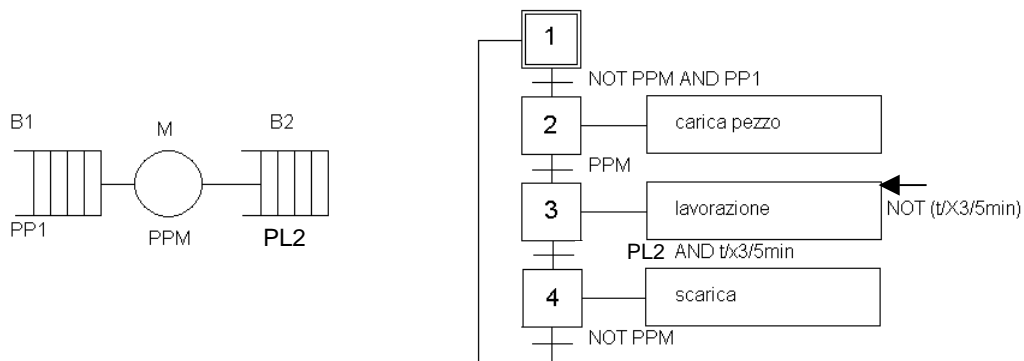 B1
M
B2
PP1
PPM
PL2
1
NOT PPM AND PP1
2
carica pezzo
PPM
3
lavorazione
NOT (t/X3/5min)
PL2 AND t/x3/5min
4
scarica
NOT PPM